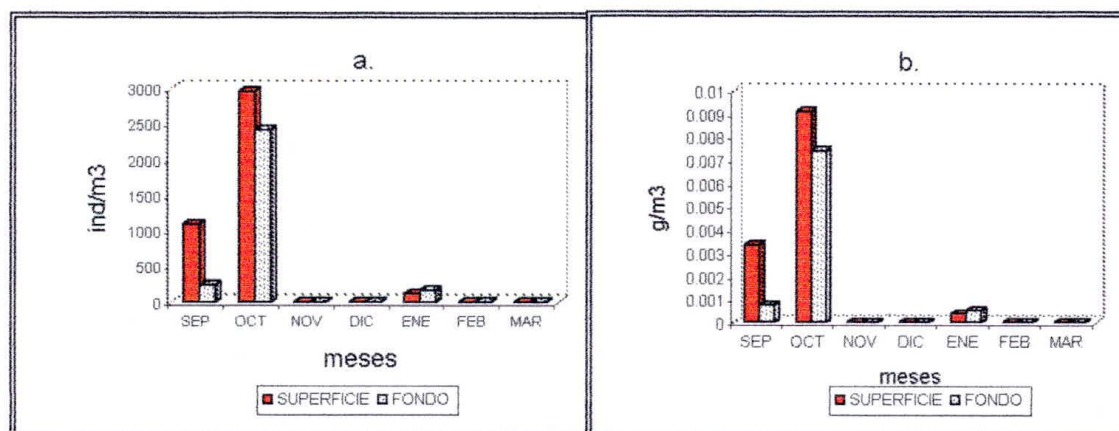 a.
3000
2500
2000
1500
1000
500
0
ind/m3
SEP OCT NOV DIC ENE FEB MAR
meses
SUPERFICIE FONDO
b.
0.01
0.009
0.008
0.007
0.006
0.005
0.004
0.003
0.002
0.001
0
g/m3
SEP OCT NOV DIC ENE FEB MAR
meses
SUPERFICIE FONDO